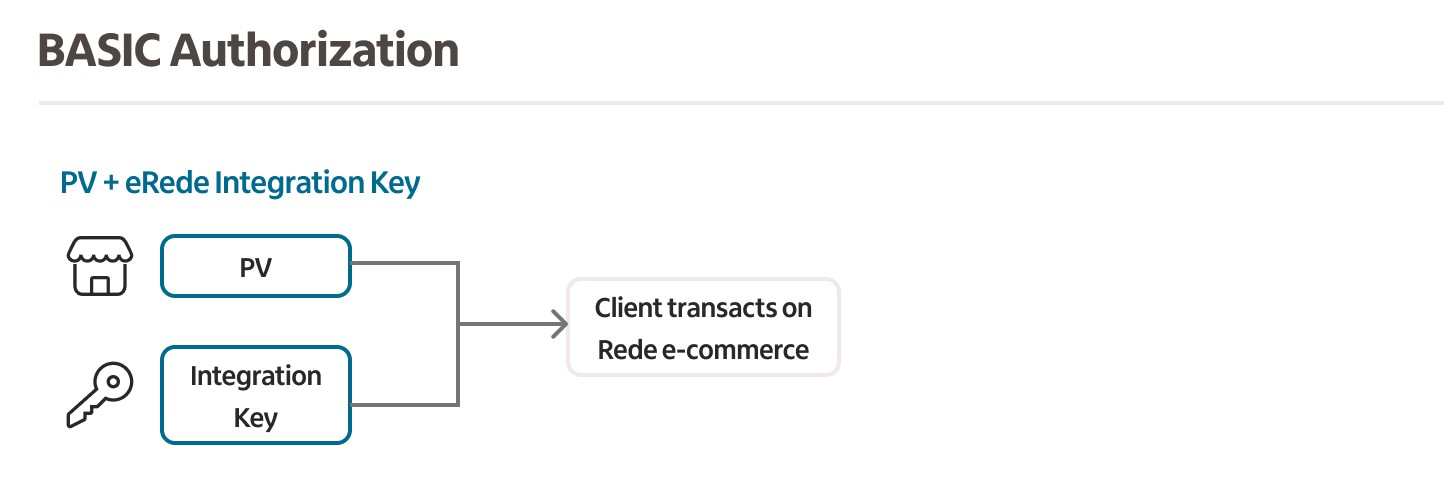 BASIC Authorization
PV + eRede Integration Key
PV
Client transacts on
Rede e-commerce
Integration
Key